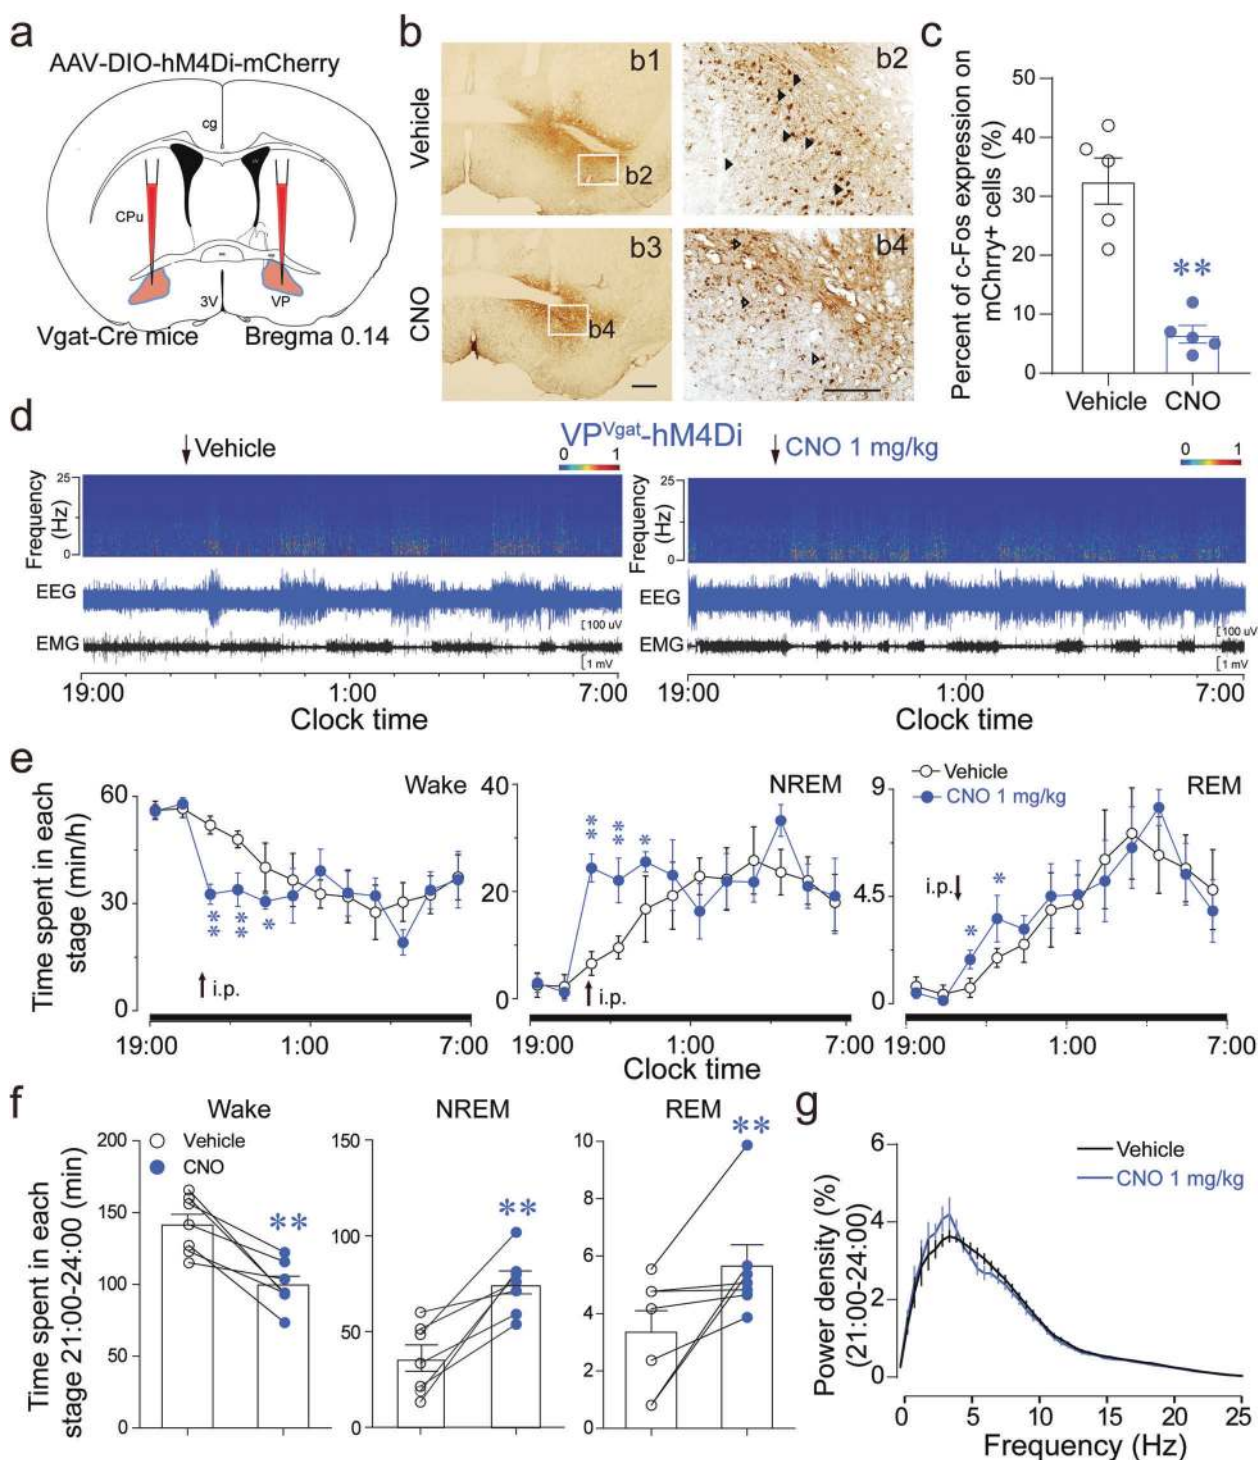 a
AAV-DIO-hM4Di-mCherry
cg
CPu
3V
VP
Vgat-Cre mice
Bregma 0.14
b
Vehicle
b1
b2
b2
CNO
b3
b4
b4
c
Percent of c-Fos expression on
mCherry+ cells (%)
50
40
30
20
10
0
**
Vehicle
CNO
d
Vehicle
VPVgat-hM4Di
CNO 1 mg/kg
0 1
0 1
Frequency
(Hz)
25
0
Frequency
(Hz)
25
0
EEG
100 uV
EMG
1 mV
EEG
100 uV
EMG
1 mV
19:00 1:00 7:00
Clock time
19:00 1:00 7:00
Clock time
e
Time spent in each
stage (min/h)
Wake
60
30
0
**
**
*
i.p.
19:00 1:00 7:00
NREM
40
20
0
**
**
*
i.p.
19:00 1:00 7:00
Clock time
Vehicle
CNO 1 mg/kg
REM
9
4.5
0
i.p.
*
*
19:00 1:00 7:00
f
Time spent in each
stage 21:00-24:00 (min)
Wake
Vehicle
CNO
200
150
100
50
0
**
NREM
150
100
50
0
**
REM
10
8
6
4
2
0
**
g
Power density (%)
(21:00-24:00)
6
4
2
0
Vehicle
CNO 1 mg/kg
0 5 10 15 20 25
Frequency (Hz)